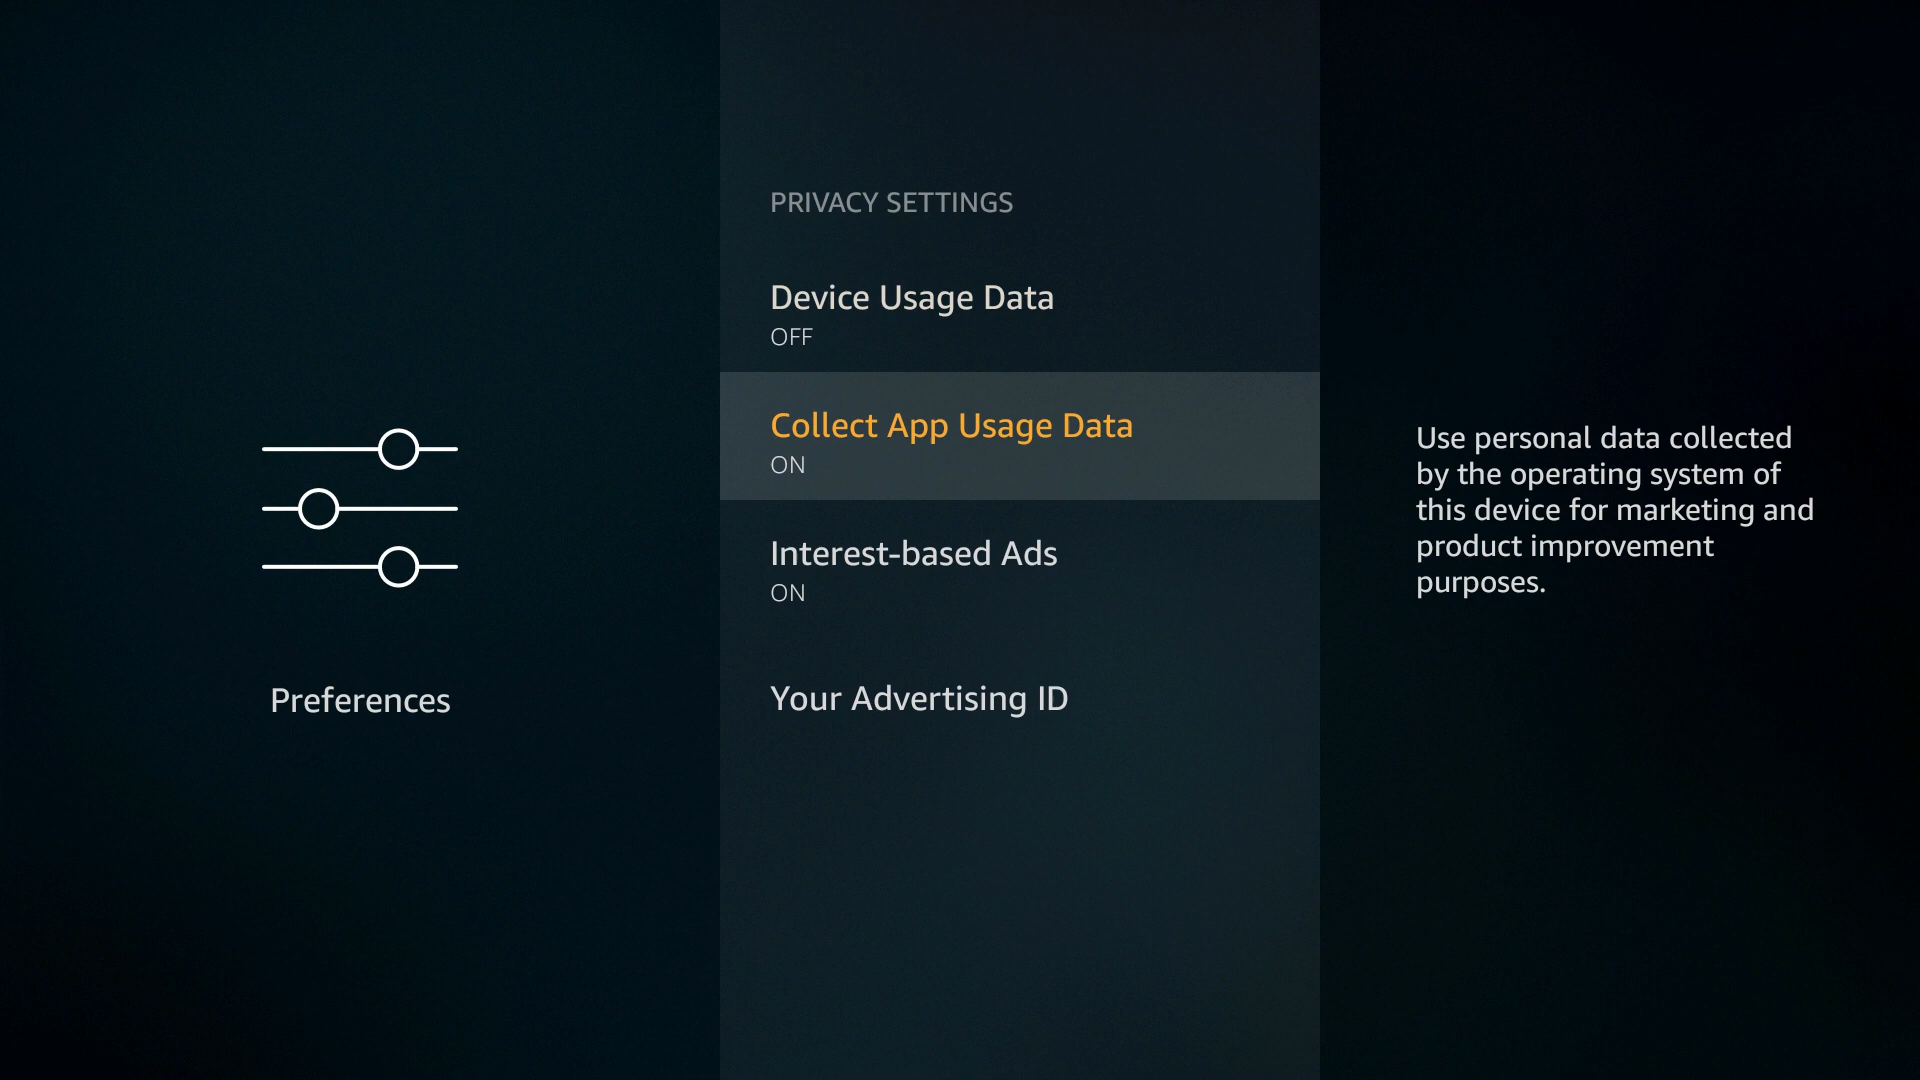 PRIVACY SETTINGS
Device Usage Data
OFF
Collect App Usage Data
ON
Interest-based Ads
ON
Your Advertising ID
Preferences
Use personal data collected
by the operating system of
this device for marketing and
product improvement
purposes.